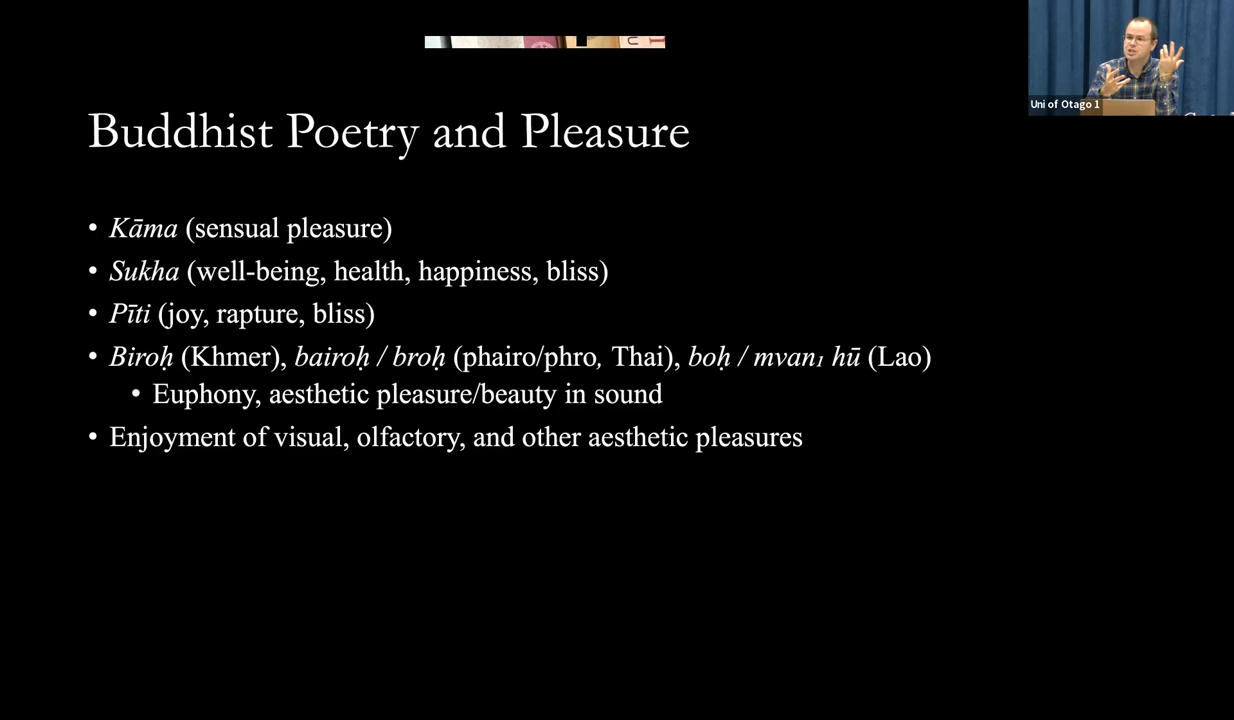 Buddhist Poetry and Pleasure
• Kāma (sensual pleasure)
• Sukha (well-being, health, happiness, bliss)
• Pīti (joy, rapture, bliss)
• Biroḥ (Khmer), bairoḥ / broḥ (phairo/phro, Thai), boḥ / mvan₁ hū (Lao)
• Euphony, aesthetic pleasure/beauty in sound
• Enjoyment of visual, olfactory, and other aesthetic pleasures
Uni of Otago 1